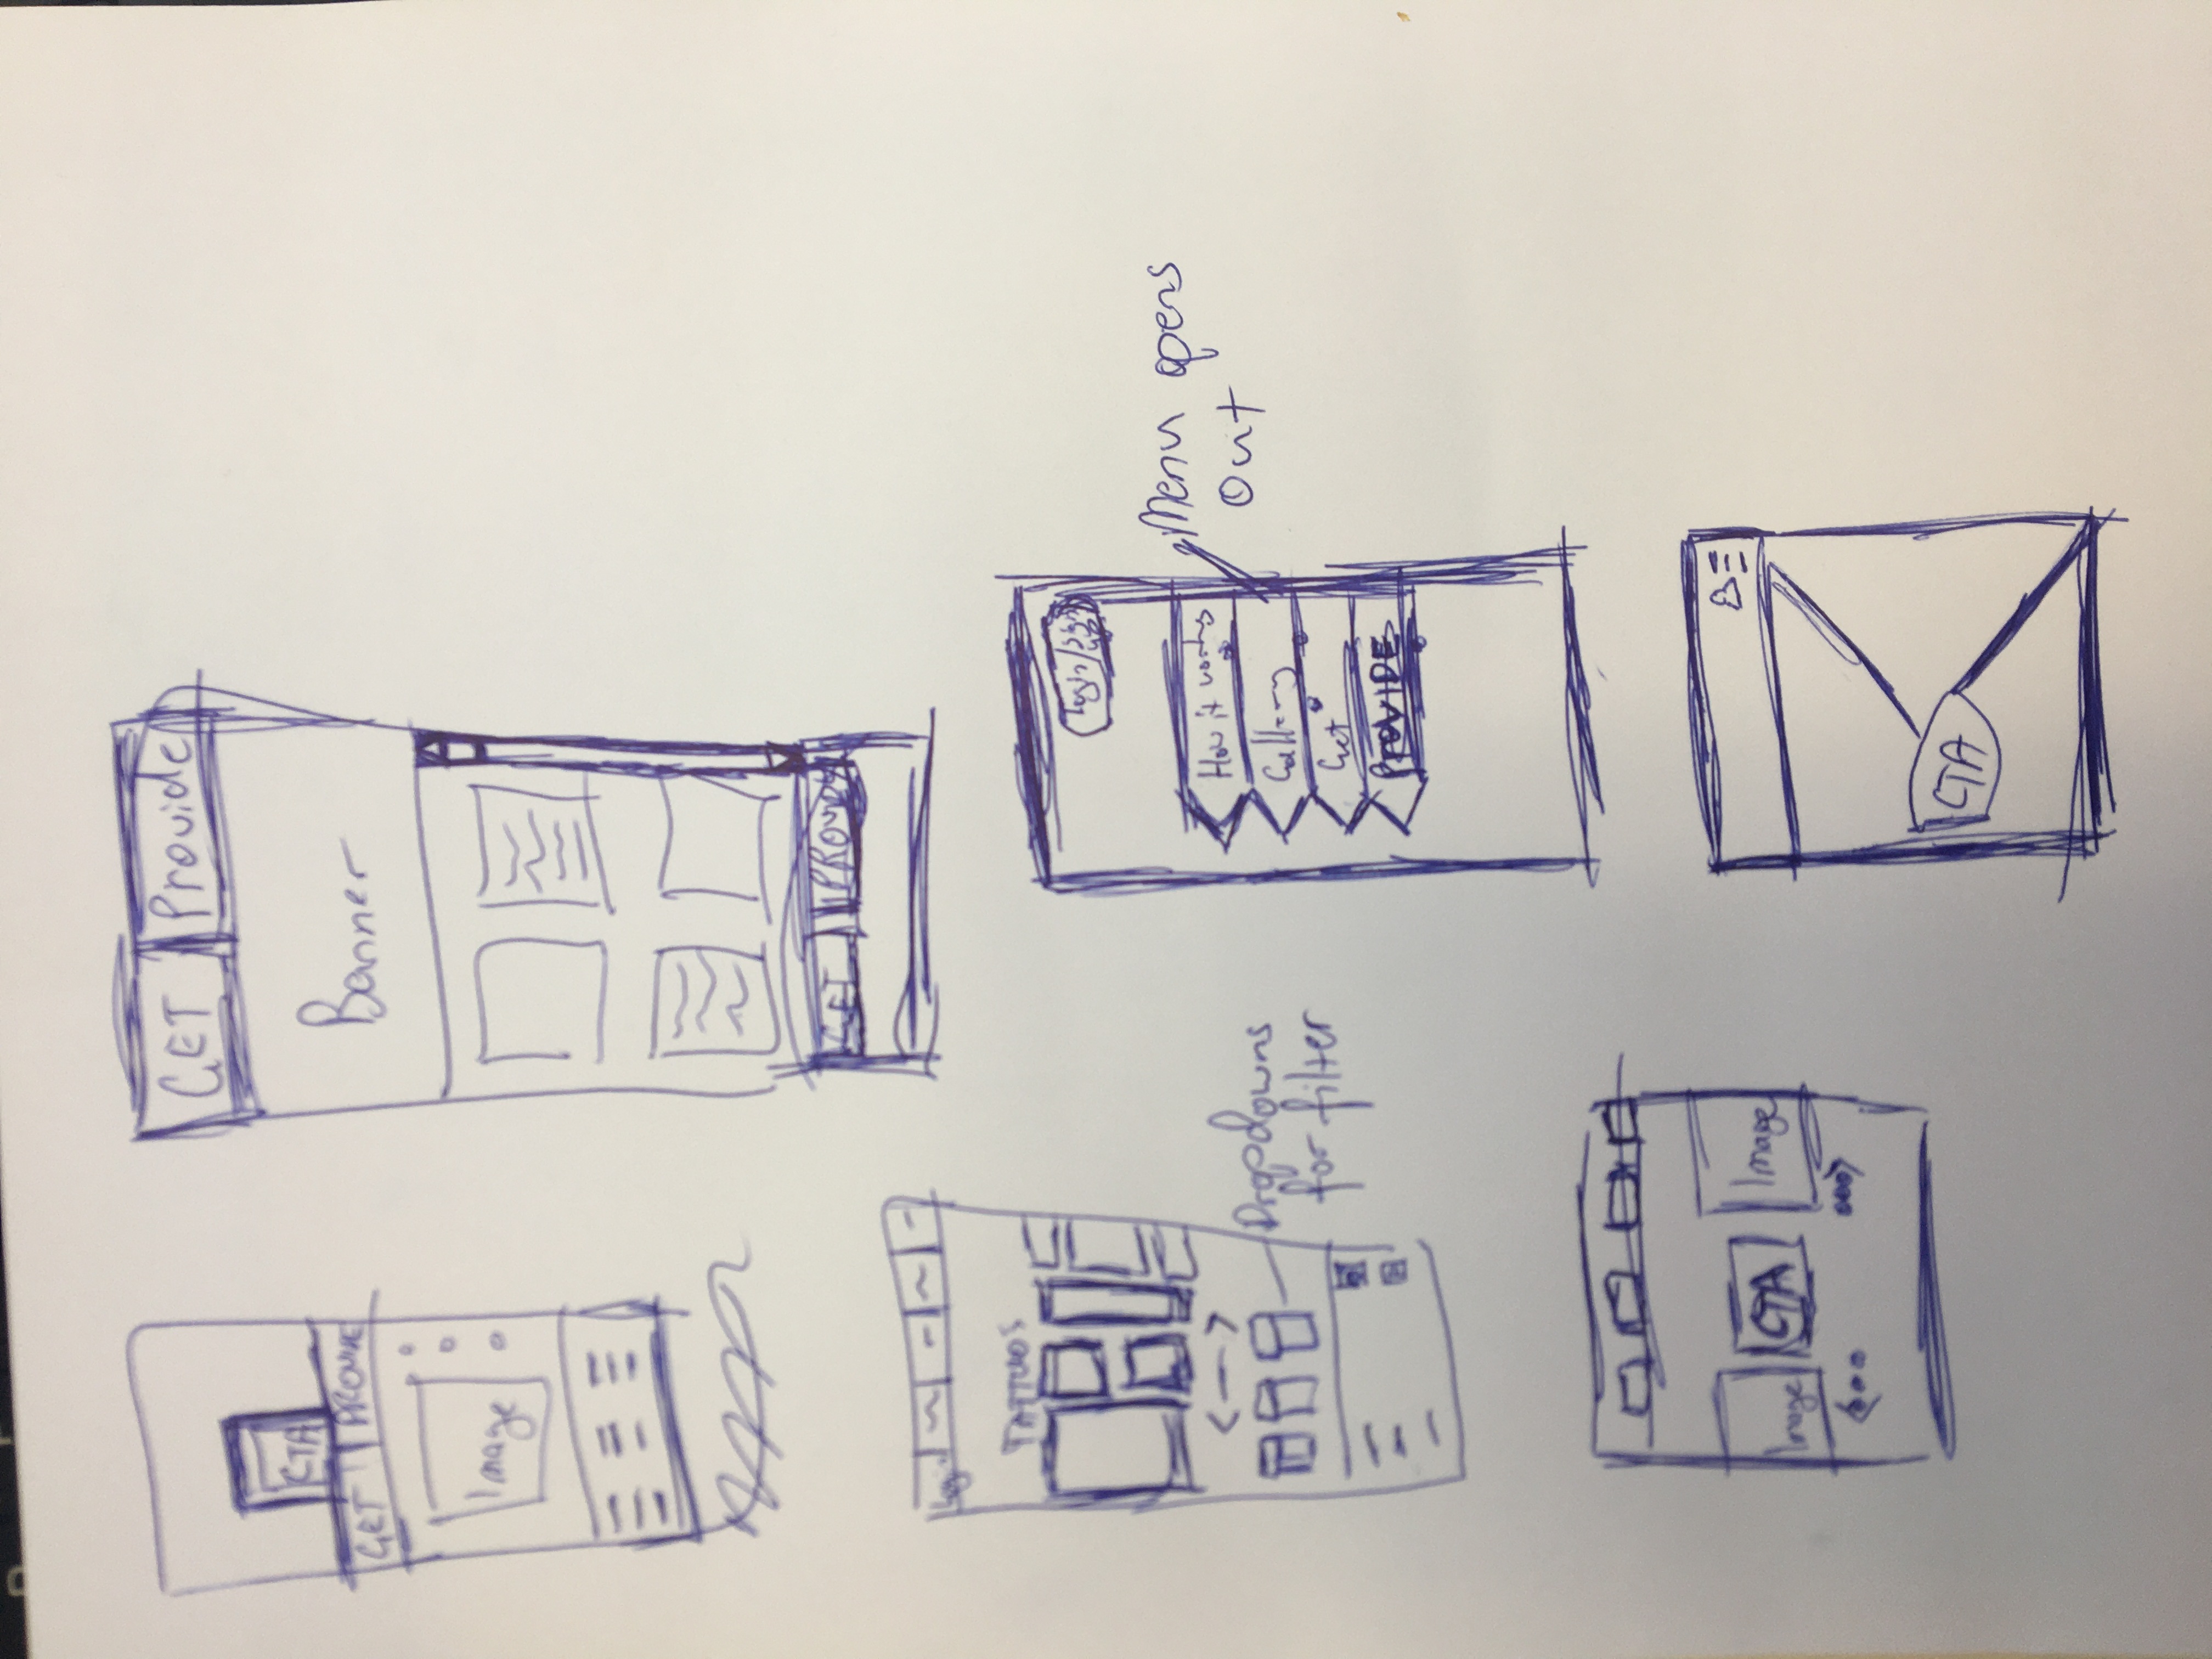 CTA
GET
PROVIDE
Image
GET
Provide
Banner
GET
PROVIDE
Login
TATTUOS
<—>
Dropdowns
for filter
Login/Sign
up
How it works
Gallery
Get
PROVIDE
Menu opens
Out
Image
CTA
Image
CTA